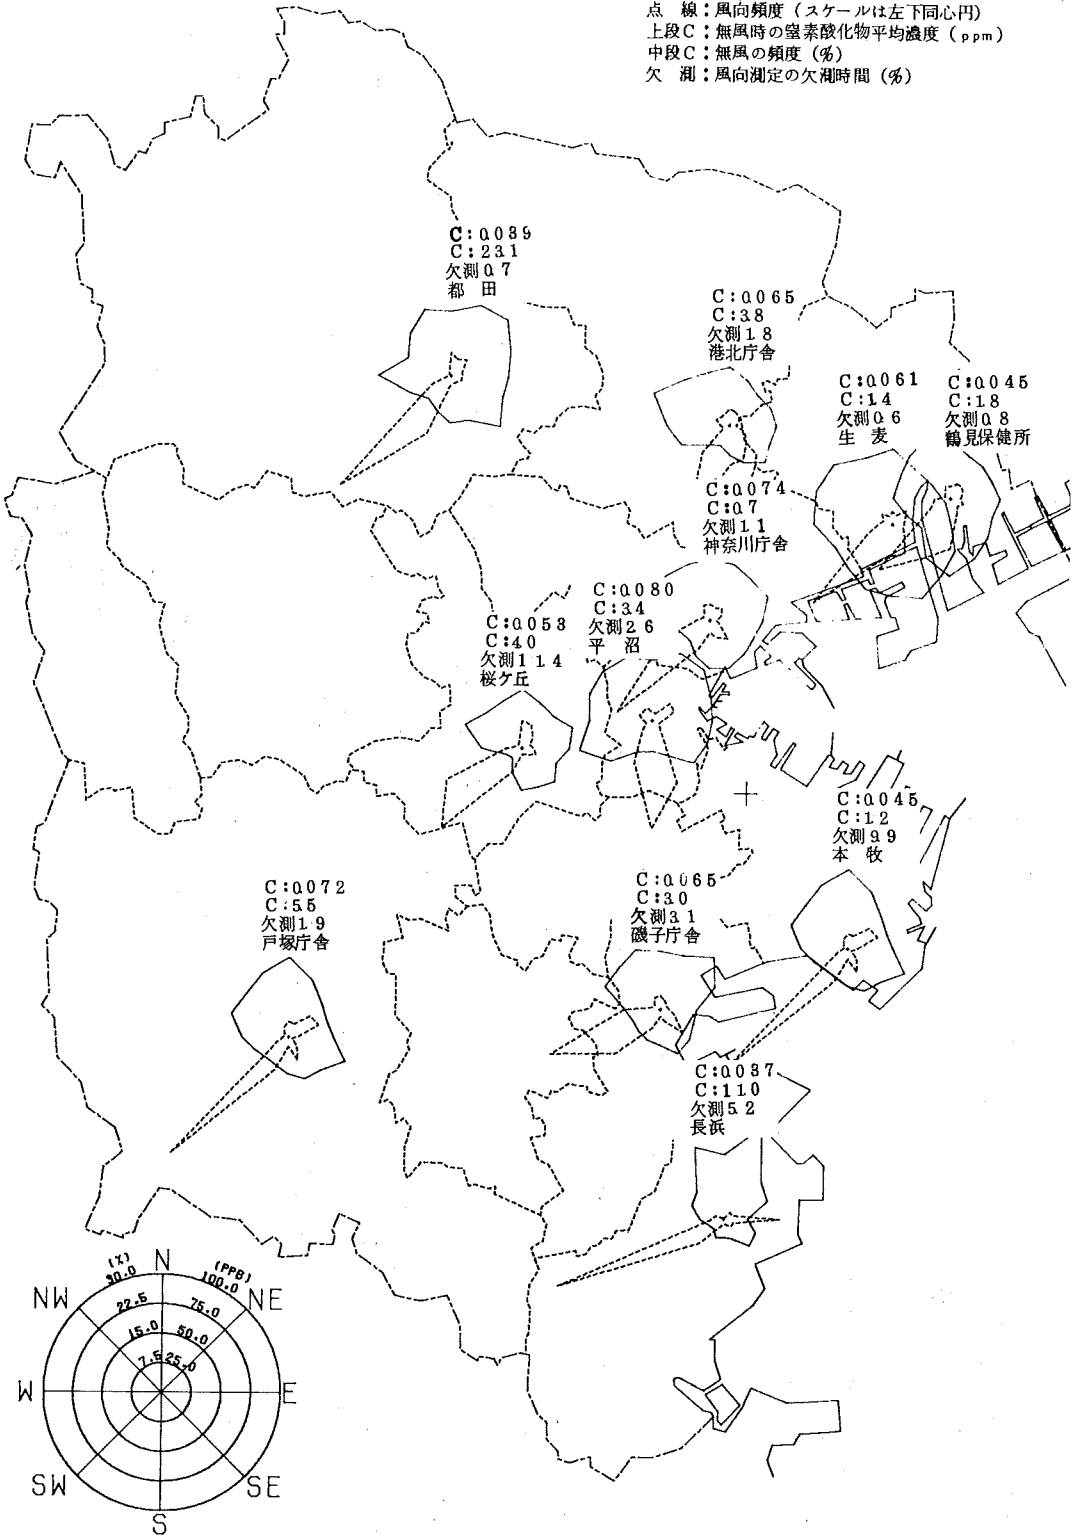 点 線：風向頻度（スケールは左下同心円）
上段C：無風時の窒素酸化物平均濃度（ppm）
中段C：無風の頻度（%）
欠 測：風向測定の欠測時間（%）
C:0.039
C:23.1
欠測0.7
都 田
C:0.065
C:3.8
欠測1.8
港北庁舎
C:0.061
C:1.4
欠測0.6
生 麦
C:0.045
C:1.8
欠測0.8
鶴見保健所
C:0.074
C:0.7
欠測1.1
神奈川庁舎
C:0.080
C:3.4
欠測2.6
平 沼
C:0.053
C:4.0
欠測11.4
桜ケ丘
C:0.045
C:1.2
欠測9.9
本 牧
C:0.072
C:5.5
欠測1.9
戸塚庁舎
C:0.065
C:3.0
欠測3.1
磯子庁舎
C:0.037
C:11.0
欠測5.2
長浜
(%) N (PPB)
30.0 100.0
NW 22.5 75.0 NE
15.0 50.0
7.5 25.0
W E
SW SE
S